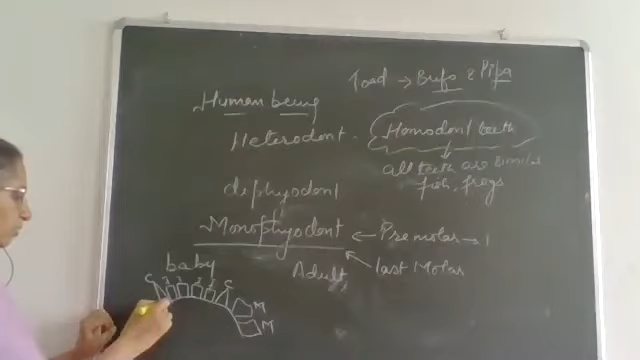 Toad → Bufo & Pipa
Human being
Heterodont - Homodont teeth
all teeth are similar
fish, frogs
diphyodont
Monophyodont ← Premolar → 1
last Molar
baby
Adult
C I I I I C
M
M